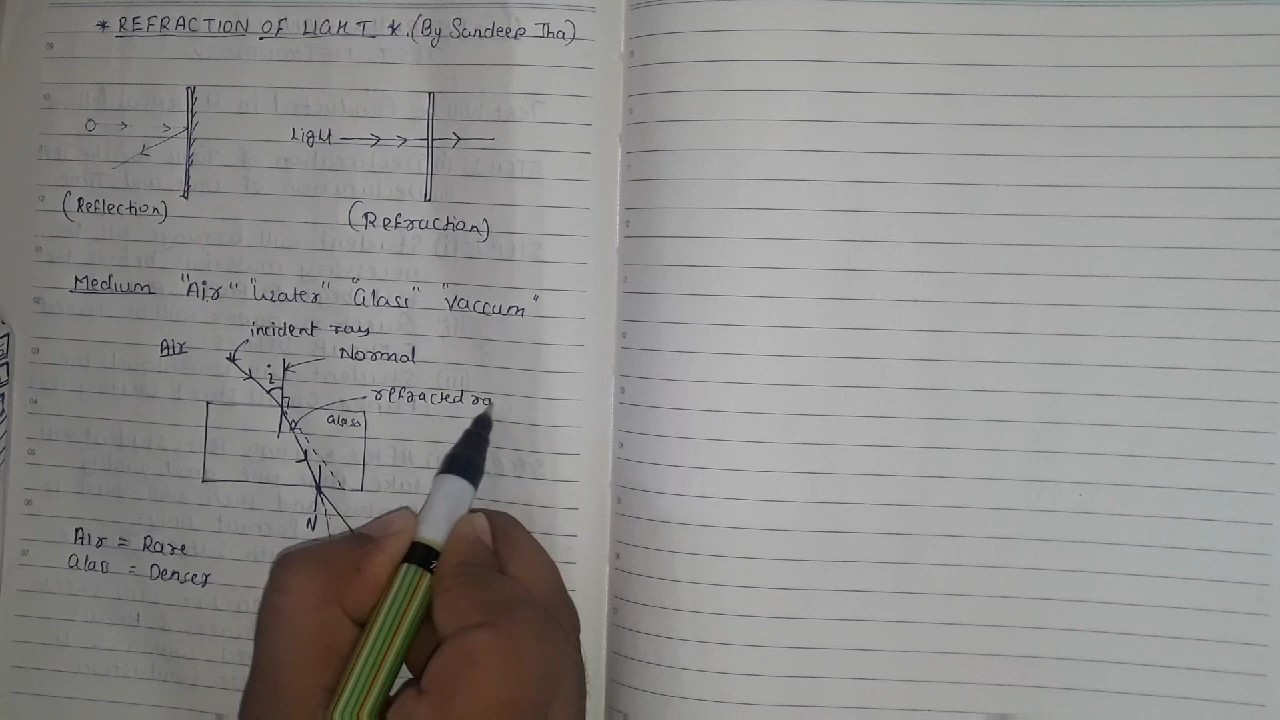 * REFRACTION OF LIGHT *. (By Sandeep Jha)
O
Light
(Reflection)
(Refraction)
Medium "Air" "Water" "Glass" "Vaccum"
incident ray
Air
Normal
i
refracted ra
Glass
N
Air = Rare
Glass = Denser